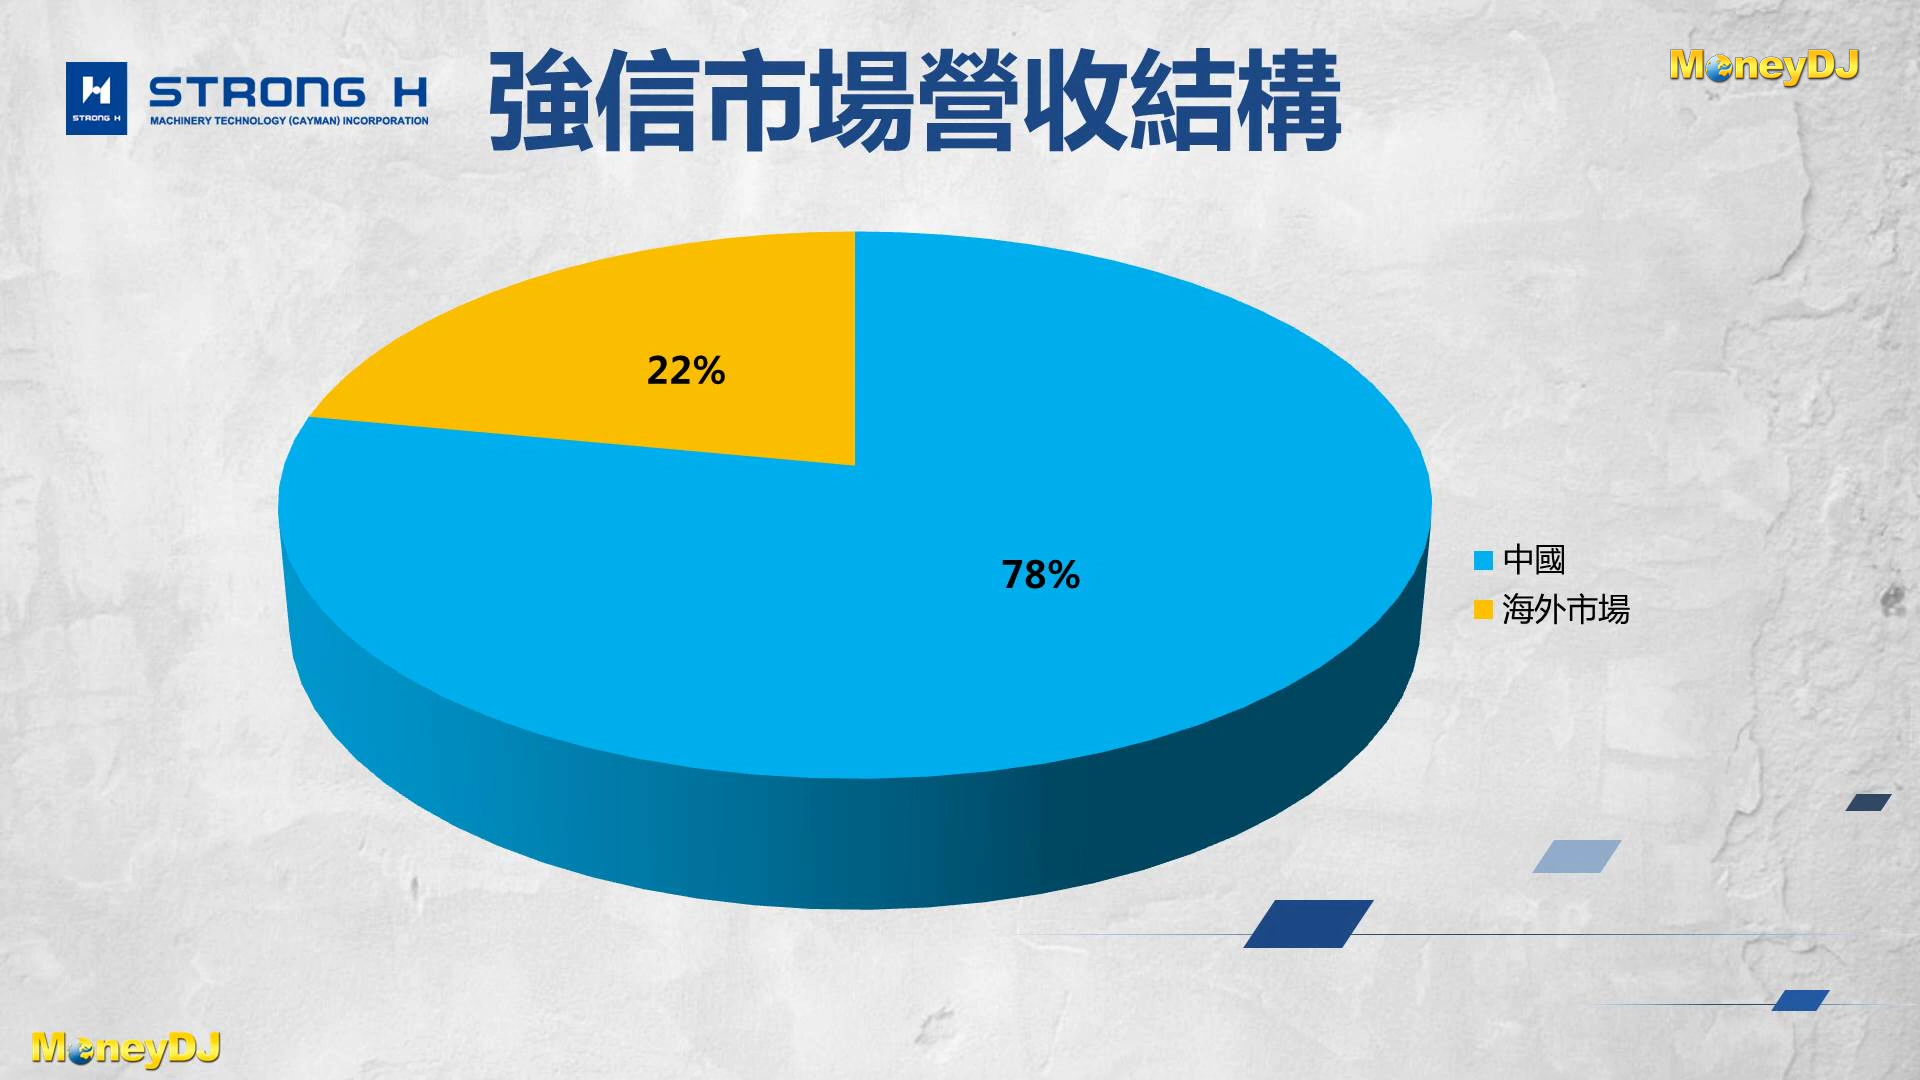 STRONG H
STRONG H
MACHINERY TECHNOLOGY (CAYMAN) INCORPORATION
強信市場營收結構
MoneyDJ
22%
78%
中國
海外市場
MoneyDJ